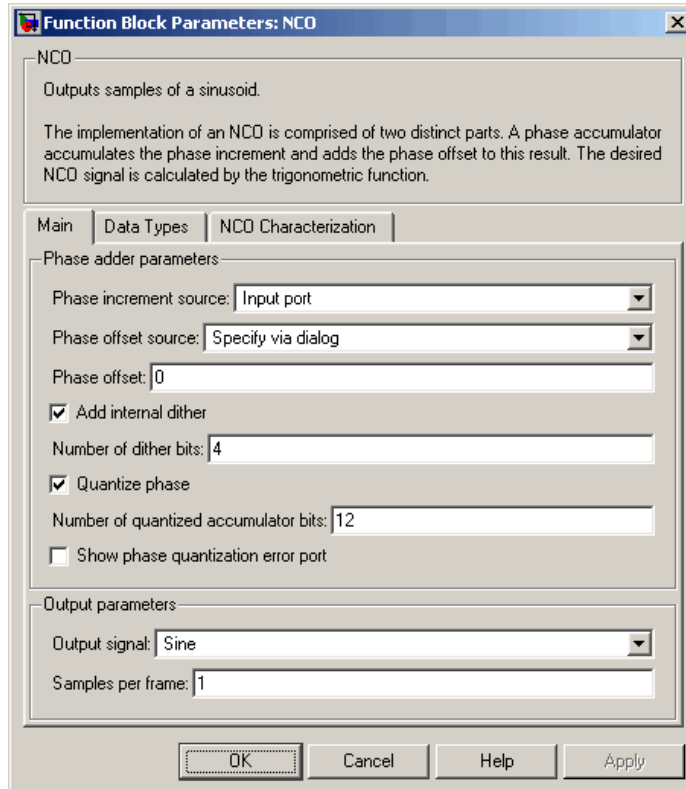 Function Block Parameters: NCO
NCO
Outputs samples of a sinusoid.
The implementation of an NCO is comprised of two distinct parts. A phase accumulator
accumulates the phase increment and adds the phase offset to this result. The desired
NCO signal is calculated by the trigonometric function.
Main Data Types NCO Characterization
Phase adder parameters
Phase increment source: Input port
Phase offset source: Specify via dialog
Phase offset: 0
Add internal dither
Number of dither bits: 4
Quantize phase
Number of quantized accumulator bits: 12
Show phase quantization error port
Output parameters
Output signal: Sine
Samples per frame: 1
OK Cancel Help Apply